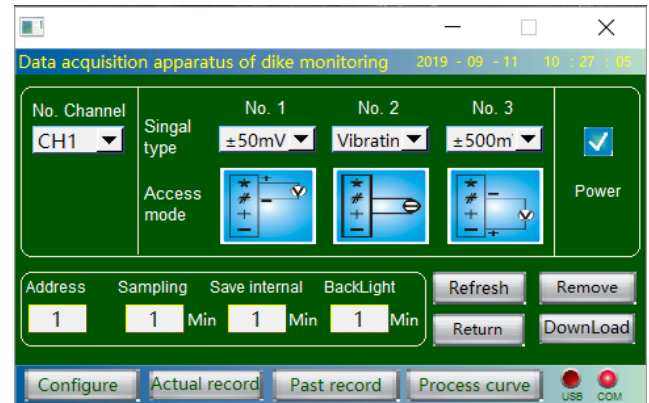 Data acquisition apparatus of dike monitoring 2019 - 09 - 11 10 : 27 : 05
No. Channel
CH1
Singal type
No. 1 No. 2 No. 3
±50mV Vibratin ±500m'
Access mode
* # + −
+ − V
* # + −
* # + −
− + V
Power
Address Sampling Save internal BackLight
1 1 Min 1 Min 1 Min
Refresh Remove
Return DownLoad
Configure Actual record Past record Process curve USB COM